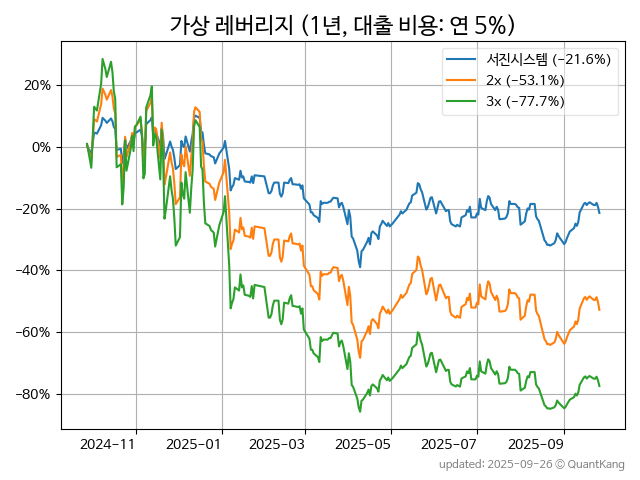 가상 레버리지 (1년, 대출 비용: 연 5%)
서진시스템 (−21.6%)
2x (−53.1%)
3x (−77.7%)
20%
0%
−20%
−40%
−60%
−80%
2024-11
2025-01
2025-03
2025-05
2025-07
2025-09
updated: 2025-09-26 © QuantKang